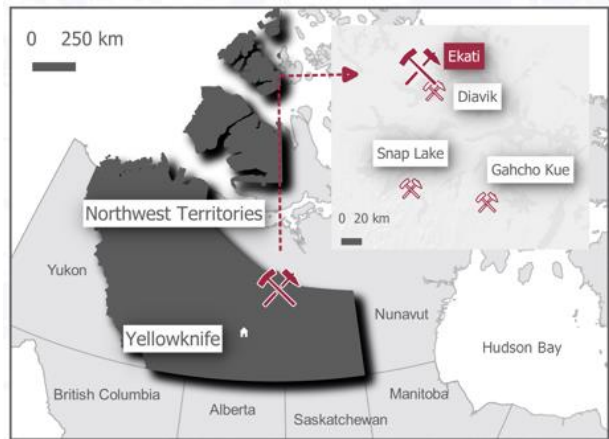 0 250 km
Ekati
Diavik
Snap Lake
Gahcho Kue
0 20 km
Northwest Territories
Yukon
Nunavut
Yellowknife
Hudson Bay
British Columbia
Alberta
Saskatchewan
Manitoba